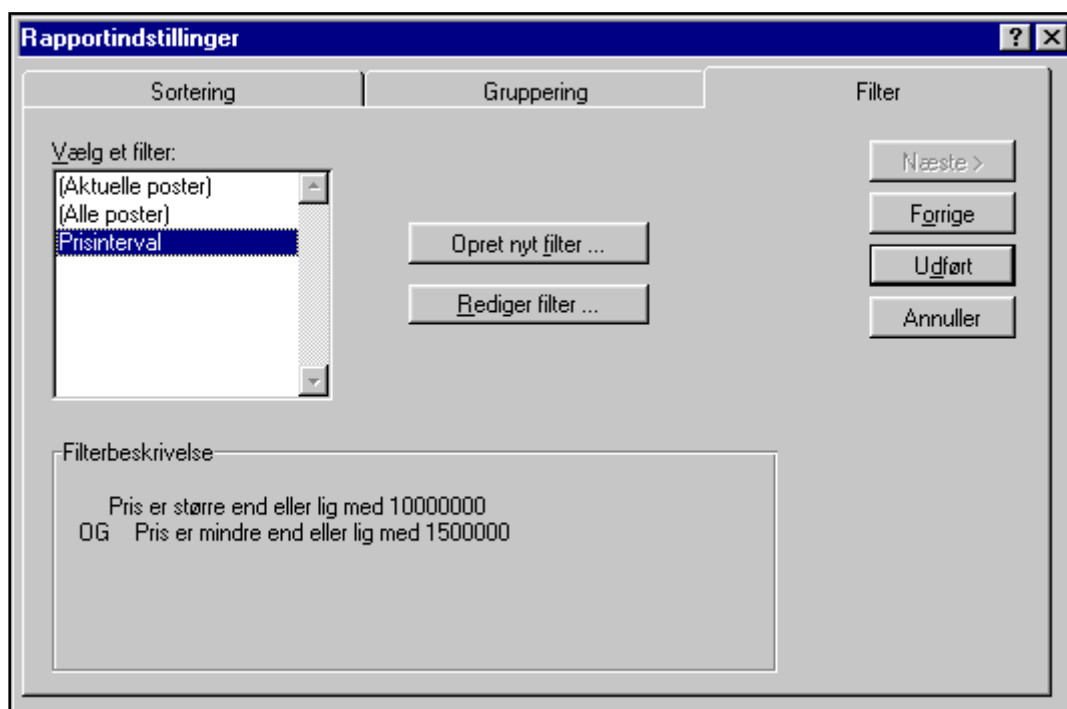 Rapportindstillinger
Sortering
Gruppering
Filter
Vælg et filter:
(Aktuelle poster)
(Alle poster)
Prisinterval
Opret nyt filter ...
Rediger filter ...
Næste >
Forrige
Udført
Annuller
Filterbeskrivelse
Pris er større end eller lig med 10000000
OG Pris er mindre end eller lig med 1500000